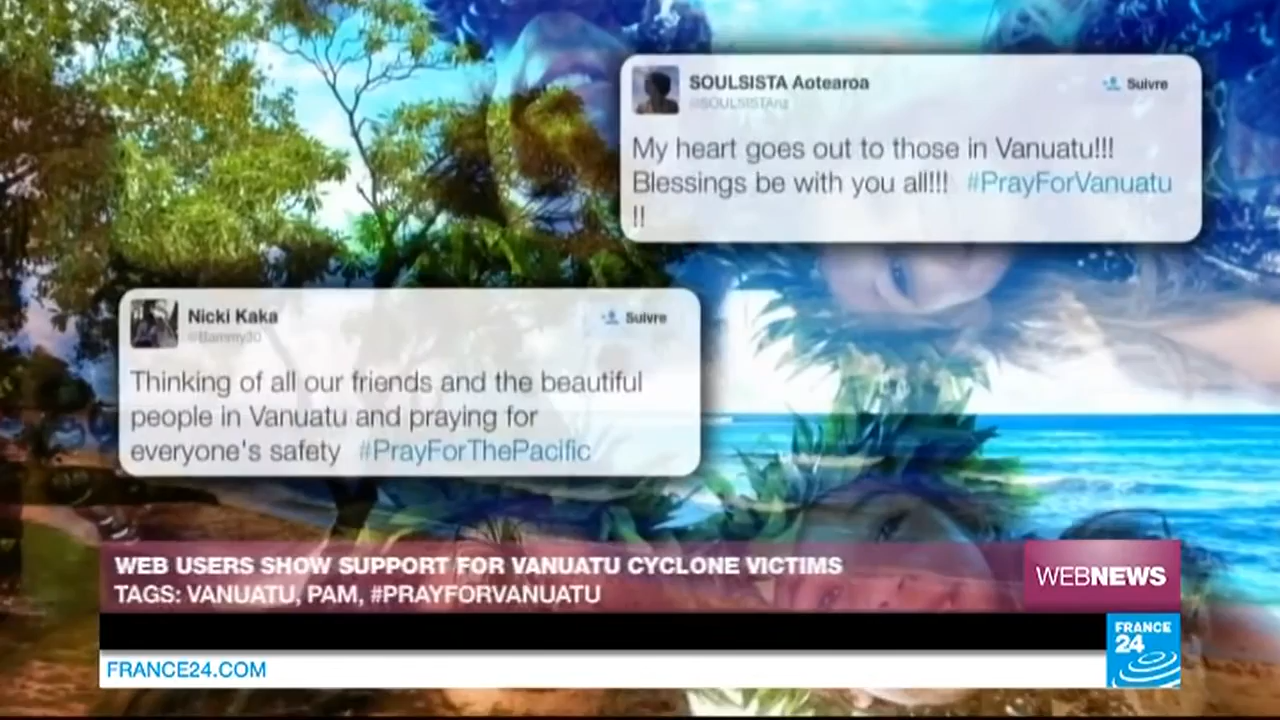 SOULSISTA Aotearoa
Suivre
@SOULSISTAnz
My heart goes out to those in Vanuatu!!!
Blessings be with you all!!! #PrayForVanuatu
!!
Nicki Kaka
Suivre
@Bammy30
Thinking of all our friends and the beautiful
people in Vanuatu and praying for
everyone's safety #PrayForThePacific
WEB USERS SHOW SUPPORT FOR VANUATU CYCLONE VICTIMS
TAGS: VANUATU, PAM, #PRAYFORVANUATU
WEBNEWS
FRANCE
24
FRANCE24.COM